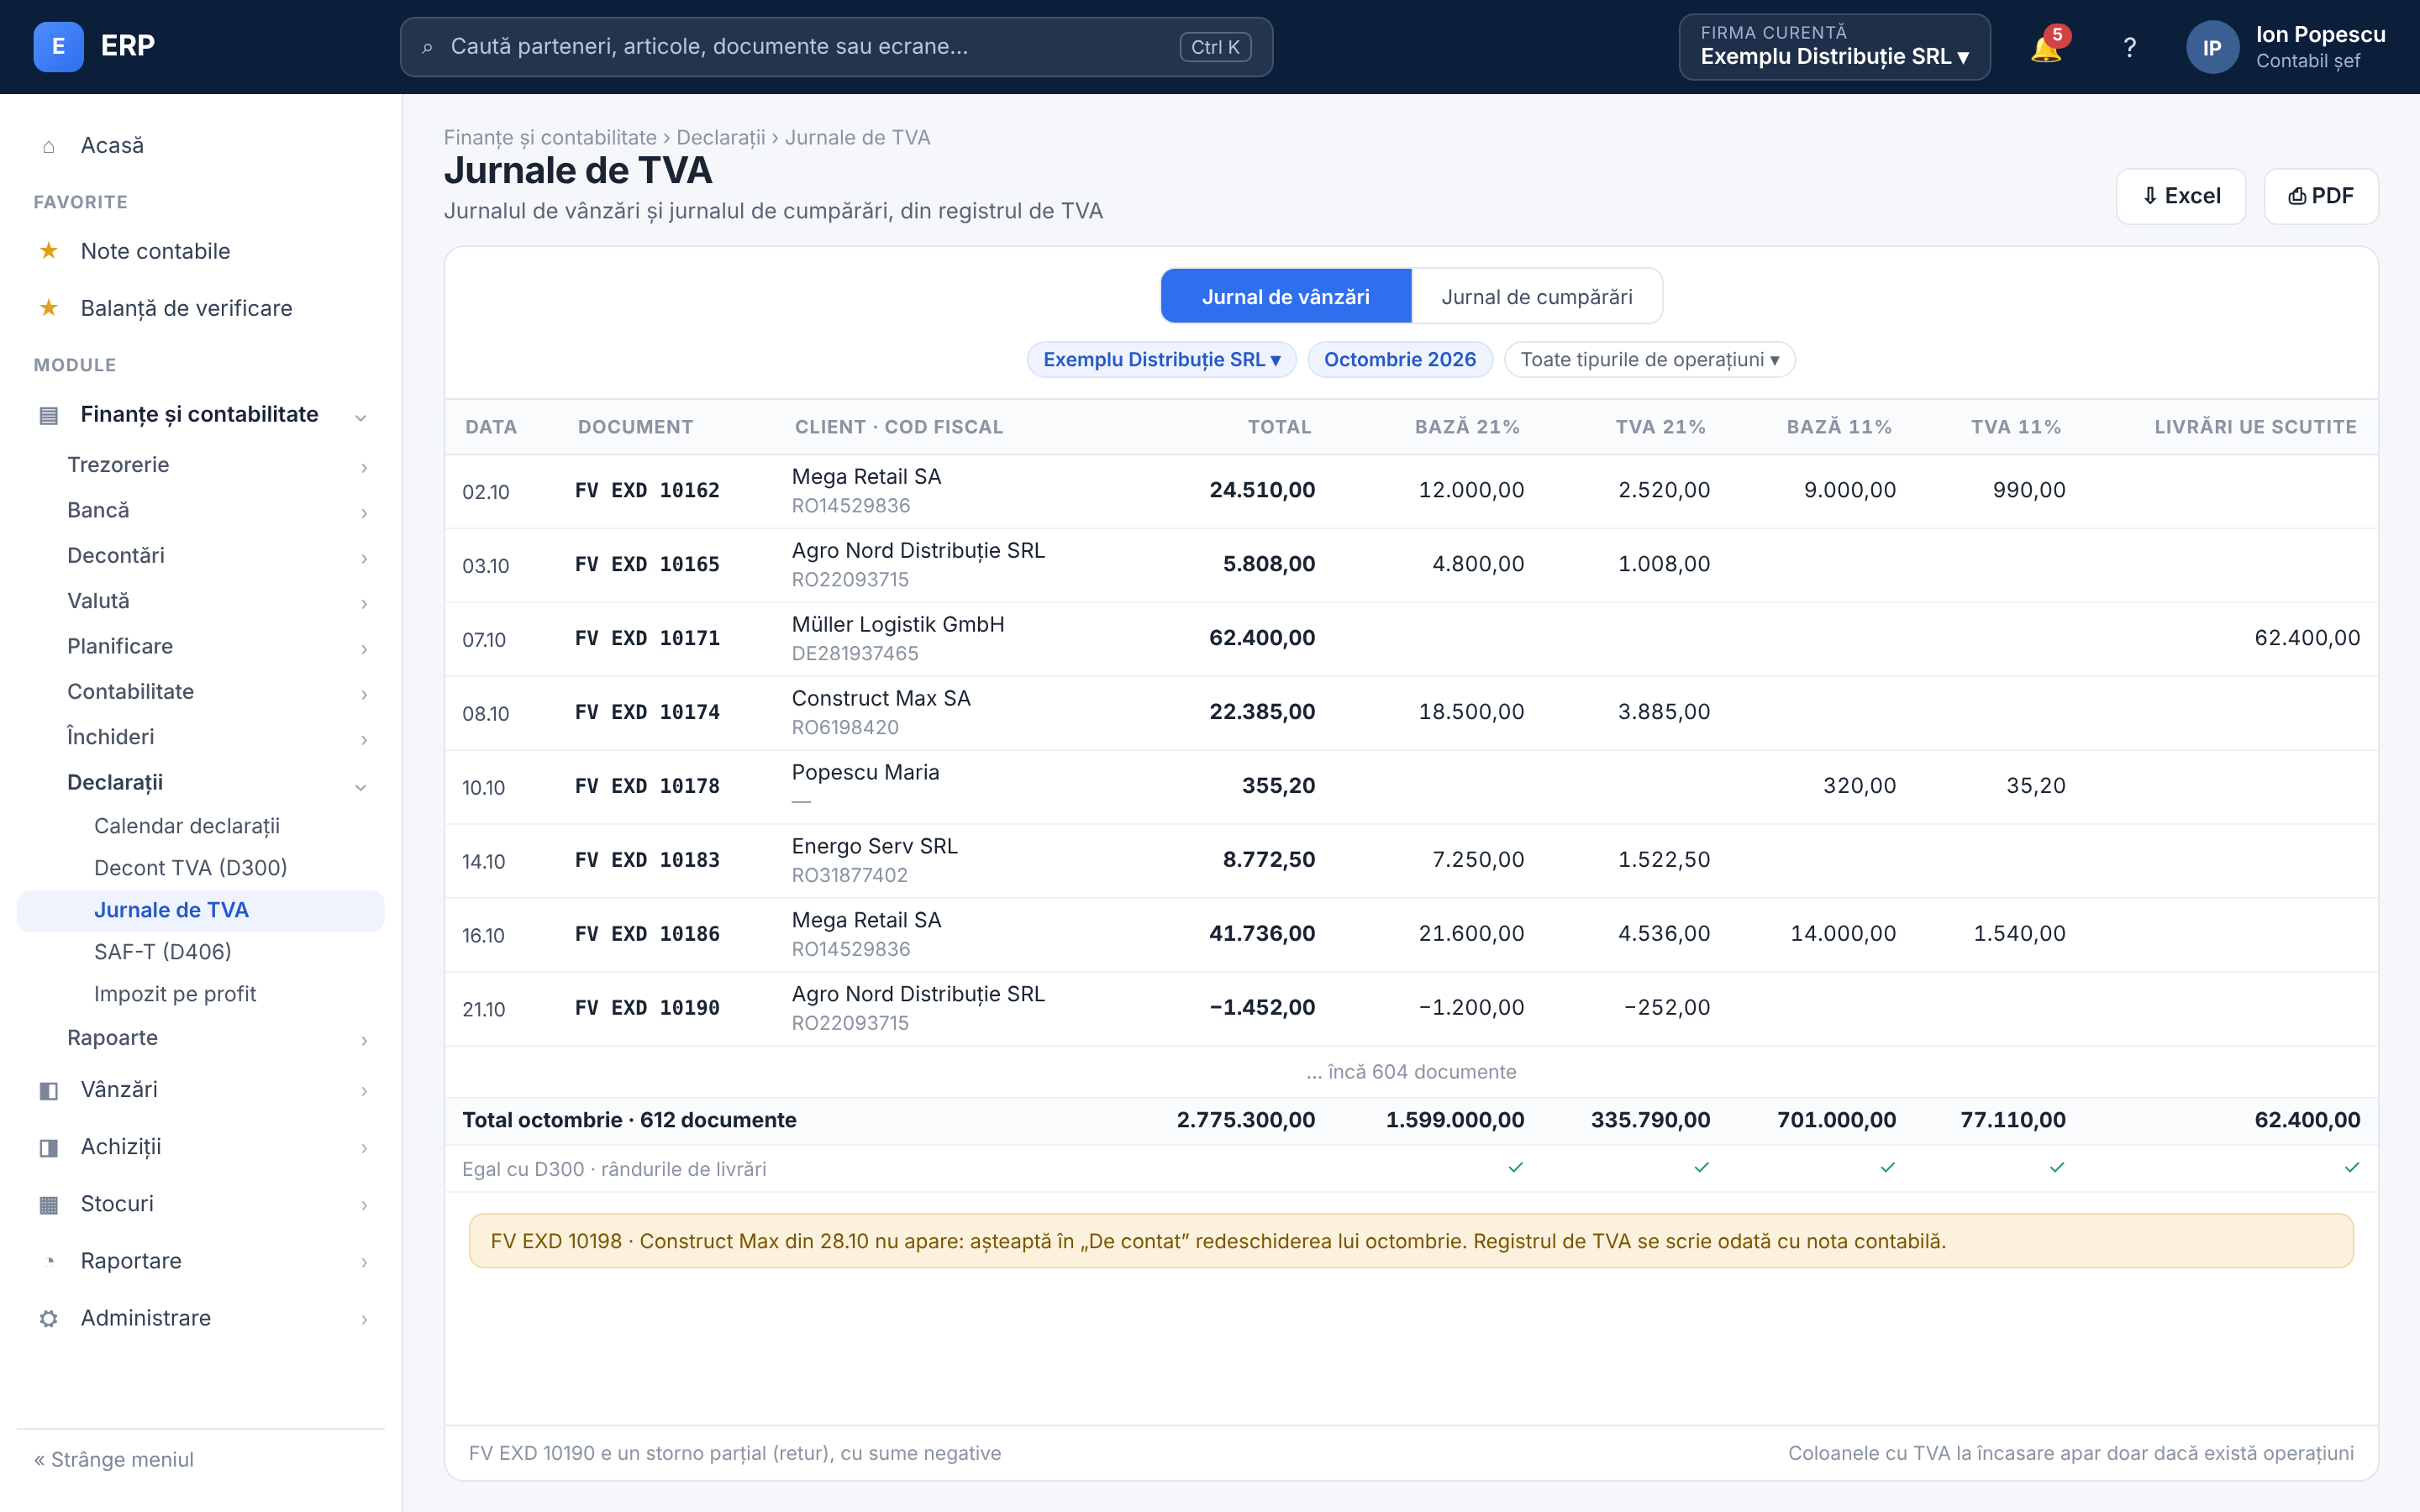 E ERP
Caută parteneri, articole, documente sau ecrane... Ctrl K
FIRMA CURENTĂ
Exemplu Distribuție SRL ▾
5
?
IP
Ion Popescu
Contabil șef
Acasă
FAVORITE
★ Note contabile
★ Balanță de verificare
MODULE
Finanțe și contabilitate
Trezorerie ›
Bancă ›
Decontări ›
Valută ›
Planificare ›
Contabilitate ›
Închideri ›
Declarații
Calendar declarații
Decont TVA (D300)
Jurnale de TVA
SAF-T (D406)
Impozit pe profit
Rapoarte ›
Vânzări ›
Achiziții ›
Stocuri ›
Raportare ›
Administrare ›
« Strânge meniul
Finanțe și contabilitate › Declarații › Jurnale de TVA
Jurnale de TVA
Jurnalul de vânzări și jurnalul de cumpărări, din registrul de TVA
⇩ Excel
⎙ PDF
Jurnal de vânzări Jurnal de cumpărări
Exemplu Distribuție SRL ▾ Octombrie 2026 Toate tipurile de operațiuni ▾
DATA DOCUMENT CLIENT · COD FISCAL TOTAL BAZĂ 21% TVA 21% BAZĂ 11% TVA 11% LIVRĂRI UE SCUTITE
02.10 FV EXD 10162 Mega Retail SA 24.510,00 12.000,00 2.520,00 9.000,00 990,00
RO14529836
03.10 FV EXD 10165 Agro Nord Distribuție SRL 5.808,00 4.800,00 1.008,00
RO22093715
07.10 FV EXD 10171 Müller Logistik GmbH 62.400,00 62.400,00
DE281937465
08.10 FV EXD 10174 Construct Max SA 22.385,00 18.500,00 3.885,00
RO6198420
10.10 FV EXD 10178 Popescu Maria 355,20 320,00 35,20
—
14.10 FV EXD 10183 Energo Serv SRL 8.772,50 7.250,00 1.522,50
RO31877402
16.10 FV EXD 10186 Mega Retail SA 41.736,00 21.600,00 4.536,00 14.000,00 1.540,00
RO14529836
21.10 FV EXD 10190 Agro Nord Distribuție SRL −1.452,00 −1.200,00 −252,00
RO22093715
... încă 604 documente
Total octombrie · 612 documente 2.775.300,00 1.599.000,00 335.790,00 701.000,00 77.110,00 62.400,00
Egal cu D300 · rândurile de livrări ✓ ✓ ✓ ✓ ✓
FV EXD 10198 · Construct Max din 28.10 nu apare: așteaptă în „De contat” redeschiderea lui octombrie. Registrul de TVA se scrie odată cu nota contabilă.
FV EXD 10190 e un storno parțial (retur), cu sume negative
Coloanele cu TVA la încasare apar doar dacă există operațiuni